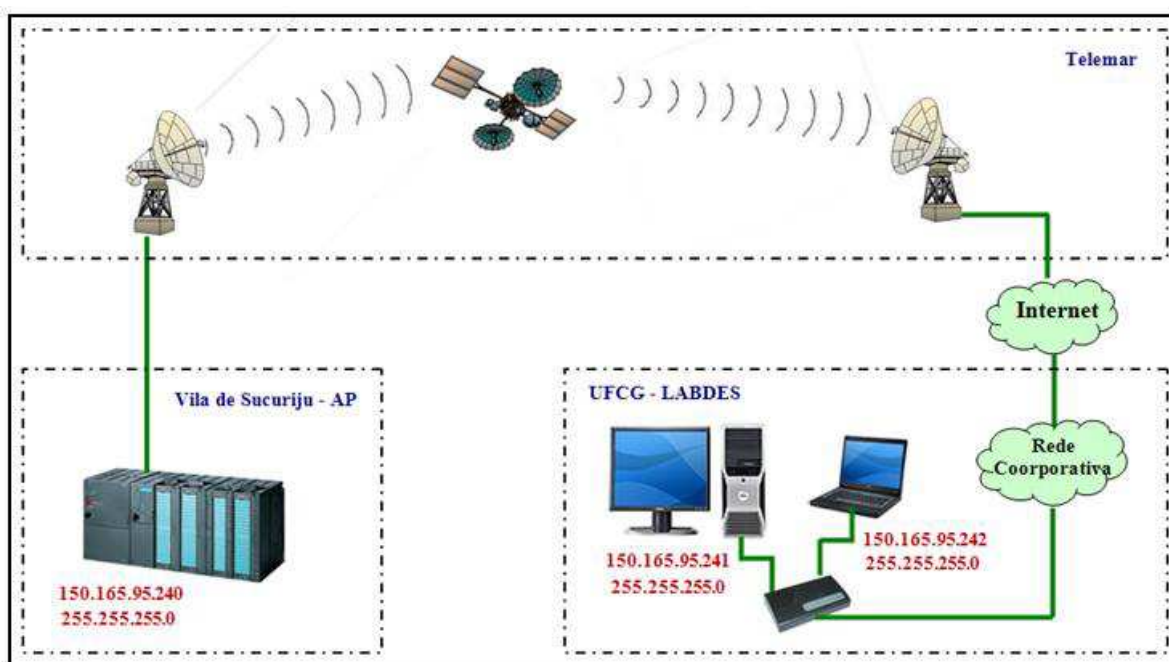 Telemar
Internet
Vila de Sucuriju - AP
UFCG - LABDES
Rede
Coorporativa
150.165.95.240
255.255.255.0
150.165.95.241
255.255.255.0
150.165.95.242
255.255.255.0